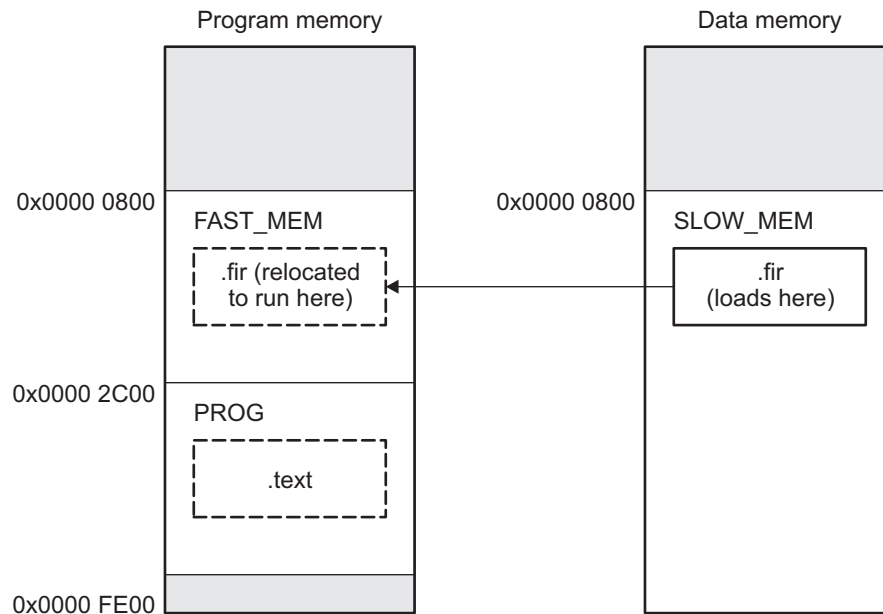 Program memory
Data memory
0x0000 0800
FAST_MEM
.fir (relocated
to run here)
0x0000 2C00
PROG
.text
0x0000 FE00
0x0000 0800
SLOW_MEM
.fir
(loads here)